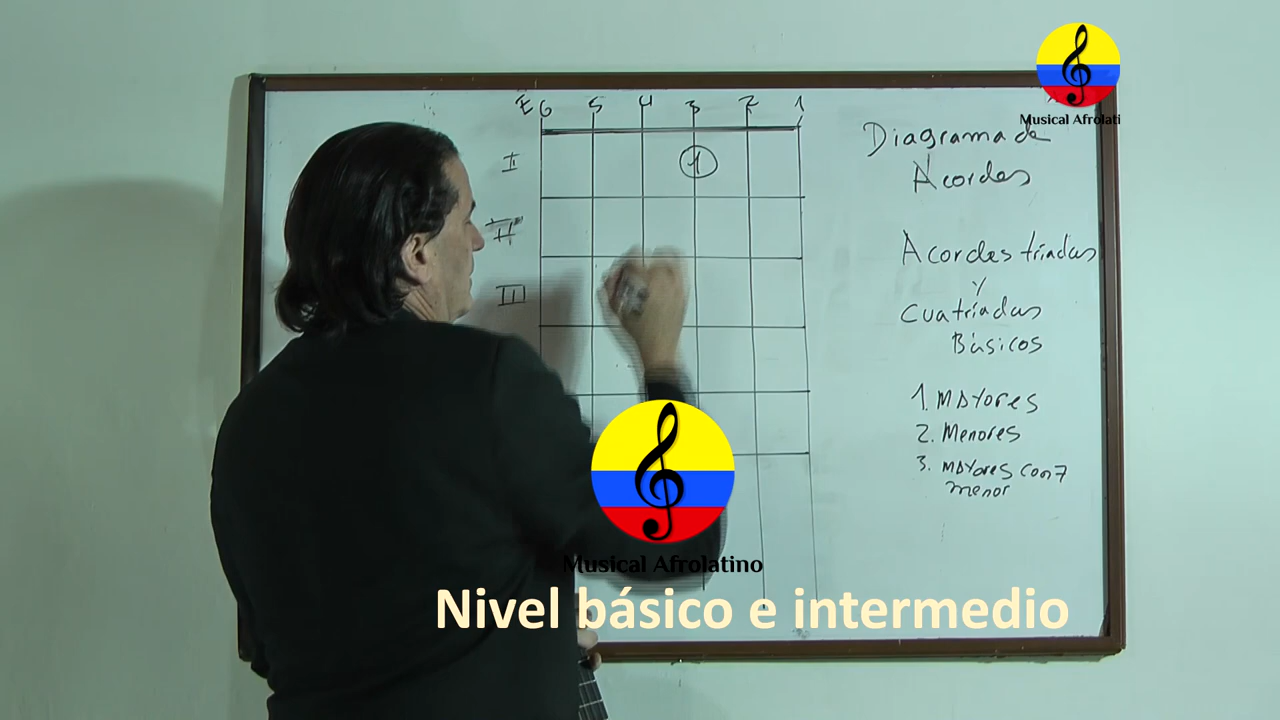 E 6 5 4 3 2 1
I
1
II
III
Diagrama de
Acordes
Acordes triadas
y
Cuatríadas
Básicos
1. Mayores
2. Menores
3. Mayores con 7
menor
Musical Afrolati
Musical Afrolatino
Nivel básico e intermedio